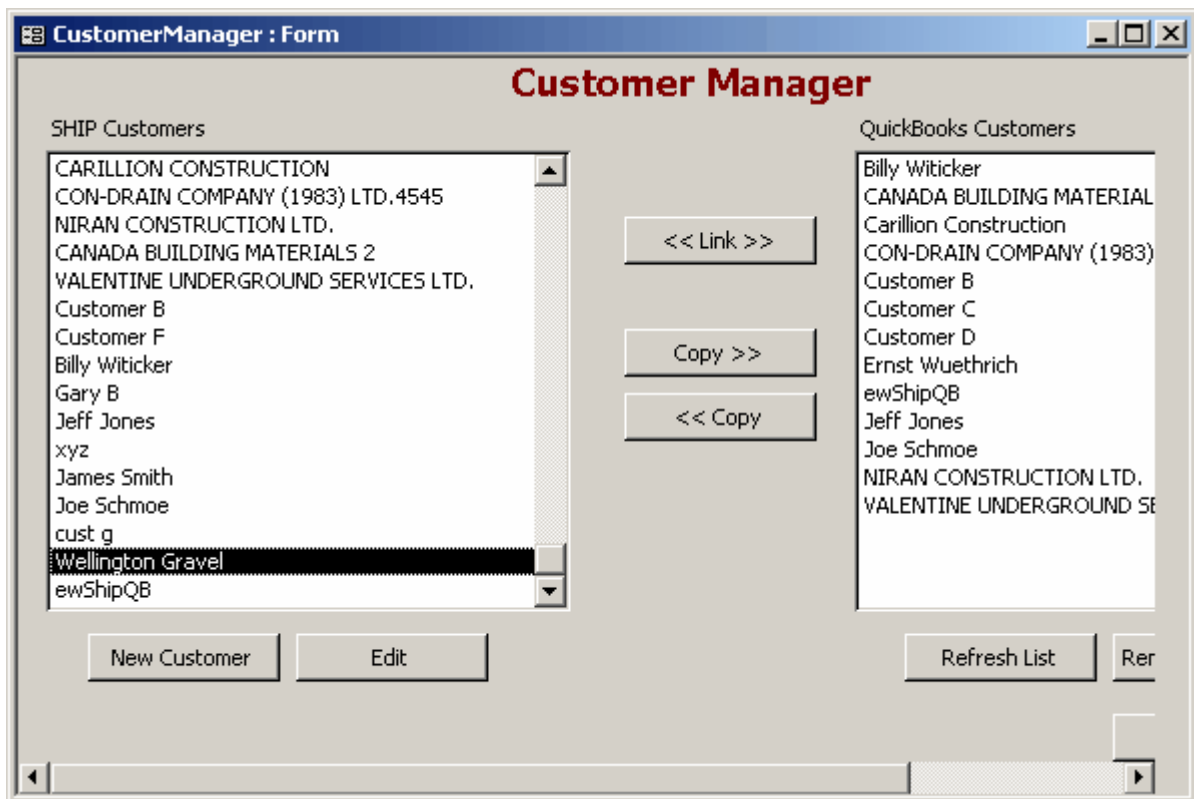 CustomerManager : Form
Customer Manager
SHIP Customers
CARILLION CONSTRUCTION
CON-DRAIN COMPANY (1983) LTD.4545
NIRAN CONSTRUCTION LTD.
CANADA BUILDING MATERIALS 2
VALENTINE UNDERGROUND SERVICES LTD.
Customer B
Customer F
Billy Witicker
Gary B
Jeff Jones
xyz
James Smith
Joe Schmoe
cust g
Wellington Gravel
ewShipQB
New Customer
Edit
<< Link >>
Copy >>
<< Copy
QuickBooks Customers
Billy Witicker
CANADA BUILDING MATERIAL
Carillion Construction
CON-DRAIN COMPANY (1983)
Customer B
Customer C
Customer D
Ernst Wuethrich
ewShipQB
Jeff Jones
Joe Schmoe
NIRAN CONSTRUCTION LTD.
VALENTINE UNDERGROUND
Refresh List